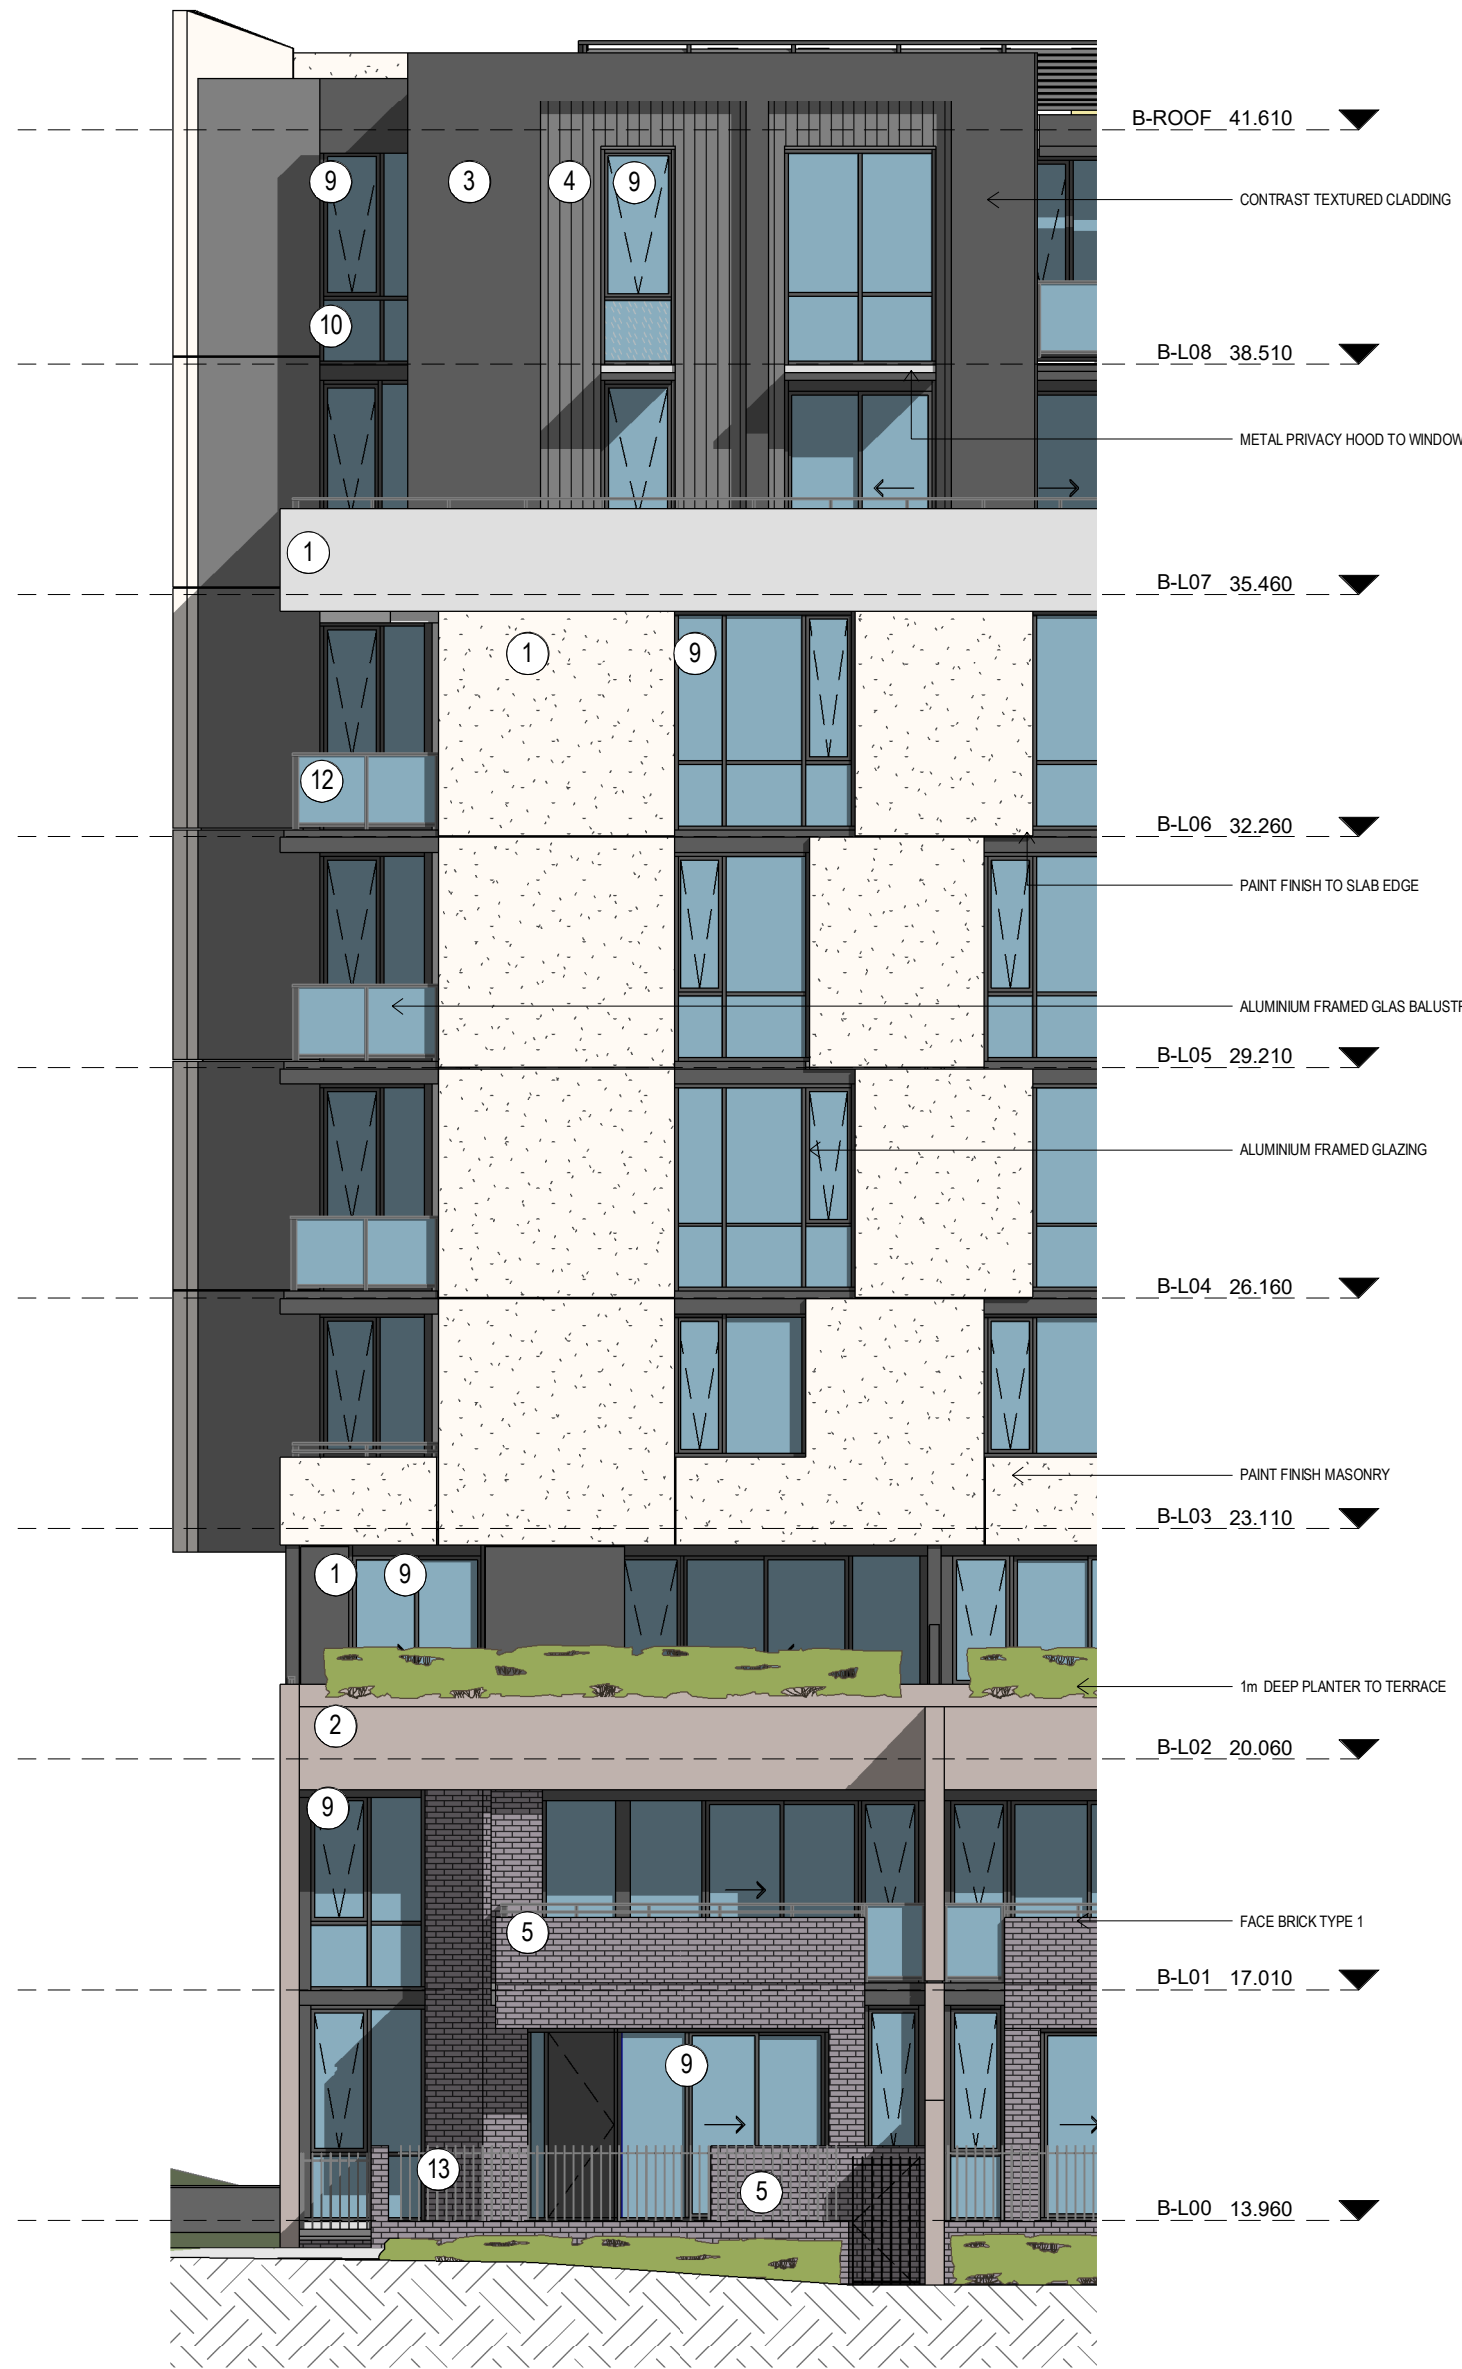 B-ROOF 41.610
9
3
4
9
CONTRAST TEXTURED CLADDING
10
B-L08 38.510
METAL PRIVACY HOOD TO WINDOW
1
B-L07 35.460
1
9
12
B-L06 32.260
PAINT FINISH TO SLAB EDGE
ALUMINIUM FRAMED GLAS BALUST
B-L05 29.210
ALUMINIUM FRAMED GLAZING
B-L04 26.160
PAINT FINISH MASONRY
B-L03 23.110
1
9
1m DEEP PLANTER TO TERRACE
2
B-L02 20.060
9
5
FACE BRICK TYPE 1
B-L01 17.010
9
13
5
B-L00 13.960